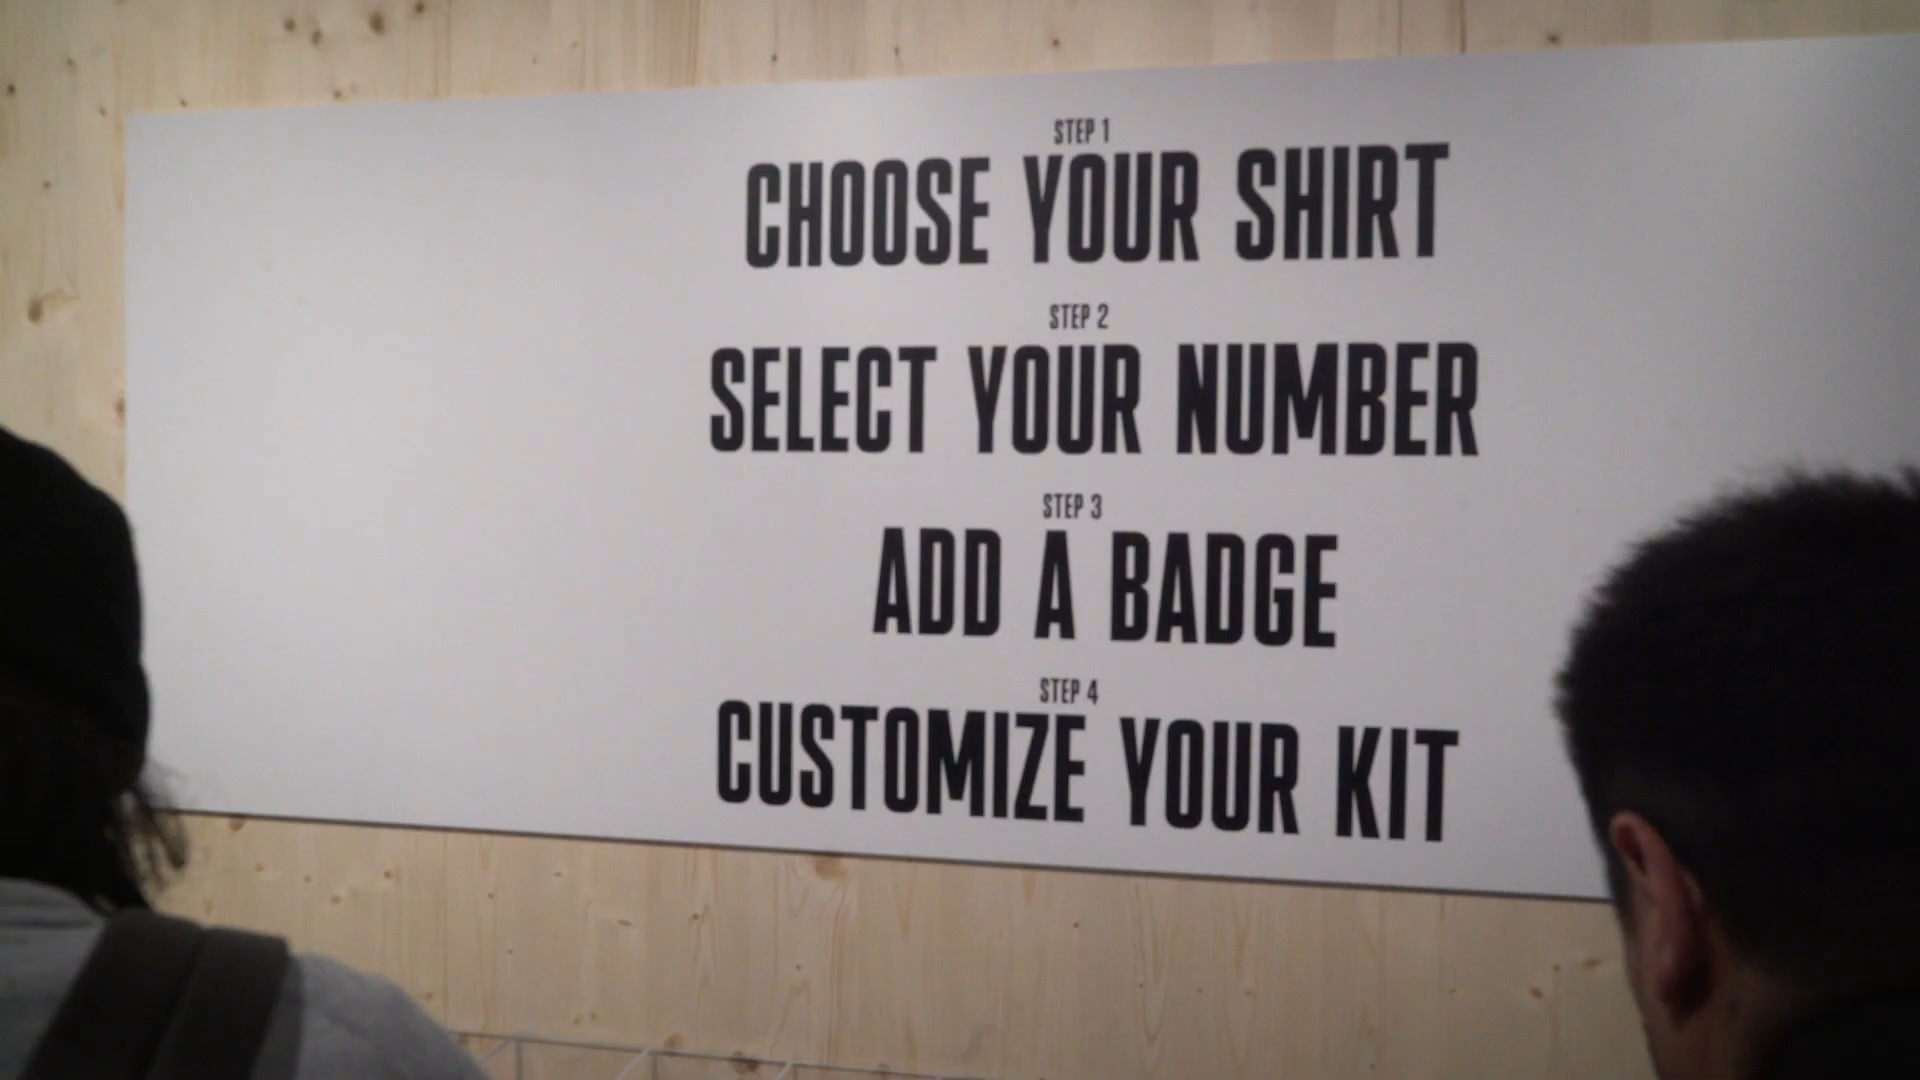 STEP 1
CHOOSE YOUR SHIRT
STEP 2
SELECT YOUR NUMBER
STEP 3
ADD A BADGE
STEP 4
CUSTOMIZE YOUR KIT